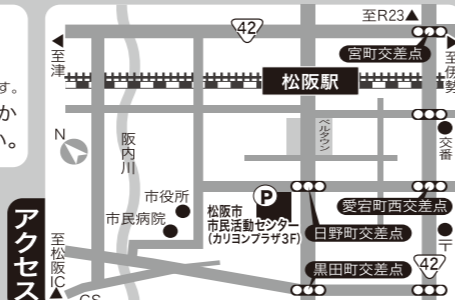 至R23▲
42
◀至津
宮町交差点
▶至伊勢
す。
松阪駅
か
い。
N
阪内川
ベルタウン
交番
市役所
P
市民病院
松阪市
市民活動センター
(カリヨンプラザ3F)
愛宕町西交差点
日野町交差点
〒
アクセス
至松阪IC▲
黒田町交差点
42
GS